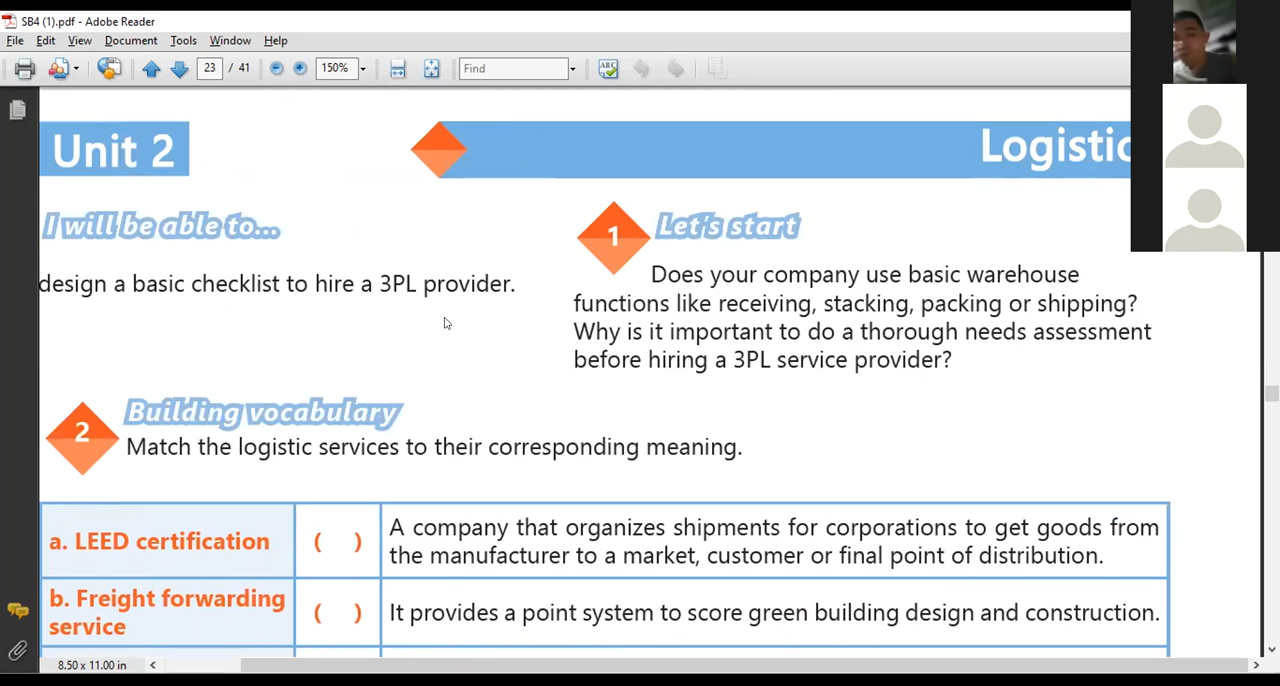 SB4 (1).pdf - Adobe Reader
File Edit View Document Tools Window Help
23 / 41 150% Find
Unit 2
Logistic
I will be able to...
design a basic checklist to hire a 3PL provider.
1
Let's start
Does your company use basic warehouse
functions like receiving, stacking, packing or shipping?
Why is it important to do a thorough needs assessment
before hiring a 3PL service provider?
2
Building vocabulary
Match the logistic services to their corresponding meaning.
a. LEED certification
( )
A company that organizes shipments for corporations to get goods from
the manufacturer to a market, customer or final point of distribution.
b. Freight forwarding
service
( )
It provides a point system to score green building design and construction.
8.50 x 11.00 in